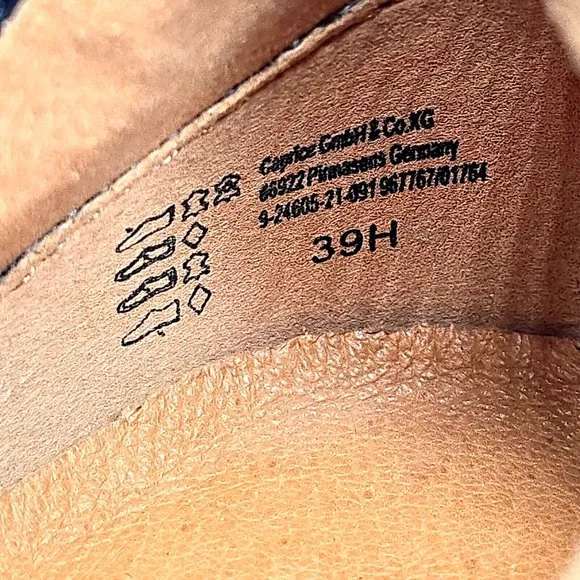 Caprice GmbH & Co.KG
66922 Pirmasens Germany
9-24605-21-091 967767/01764
39H